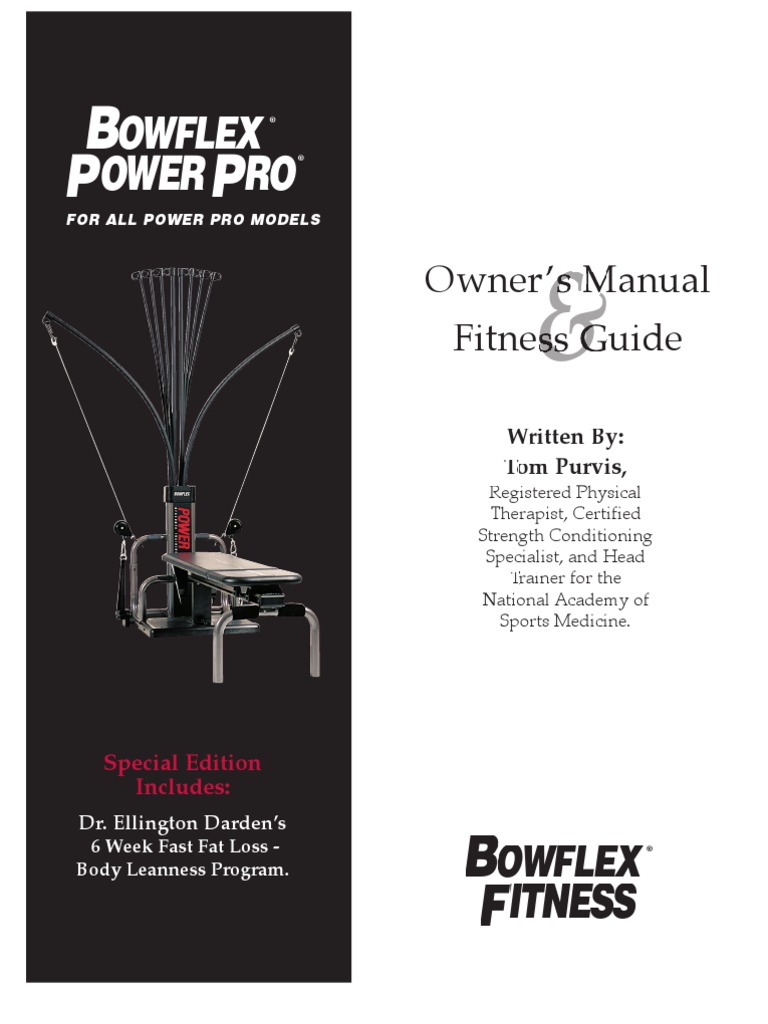 BOWFLEX®
POWER PRO®
FOR ALL POWER PRO MODELS
BOWFLEX
POWER
Special Edition
Includes:
Dr. Ellington Darden's
6 Week Fast Fat Loss -
Body Leanness Program.
Owner's Manual
&
Fitness Guide
Written By:
Tom Purvis,
Registered Physical
Therapist, Certified
Strength Conditioning
Specialist, and Head
Trainer for the
National Academy of
Sports Medicine.
BOWFLEX®
FITNESS